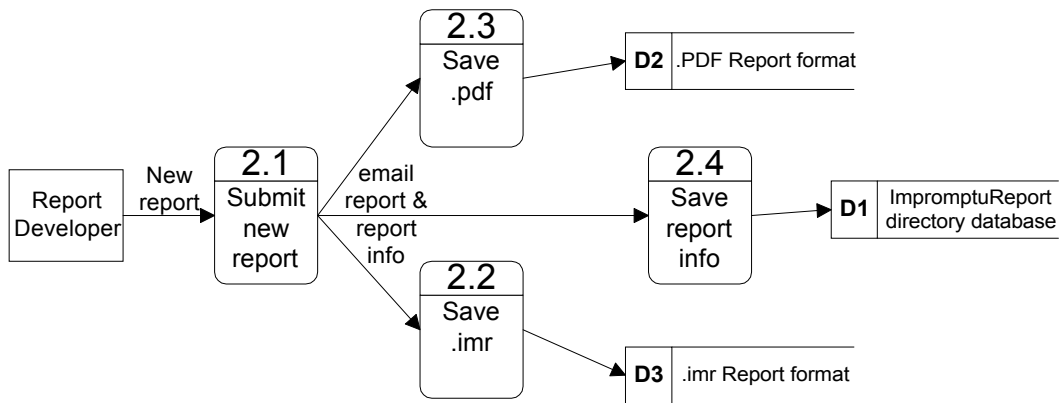 2.3
Save
.pdf
D2
.PDF Report format
Report
Developer
New
report
2.1
Submit
new
report
email
report &
report
info
2.4
Save
report
info
D1
ImpromptuReport
directory database
2.2
Save
.imr
D3
.imr Report format